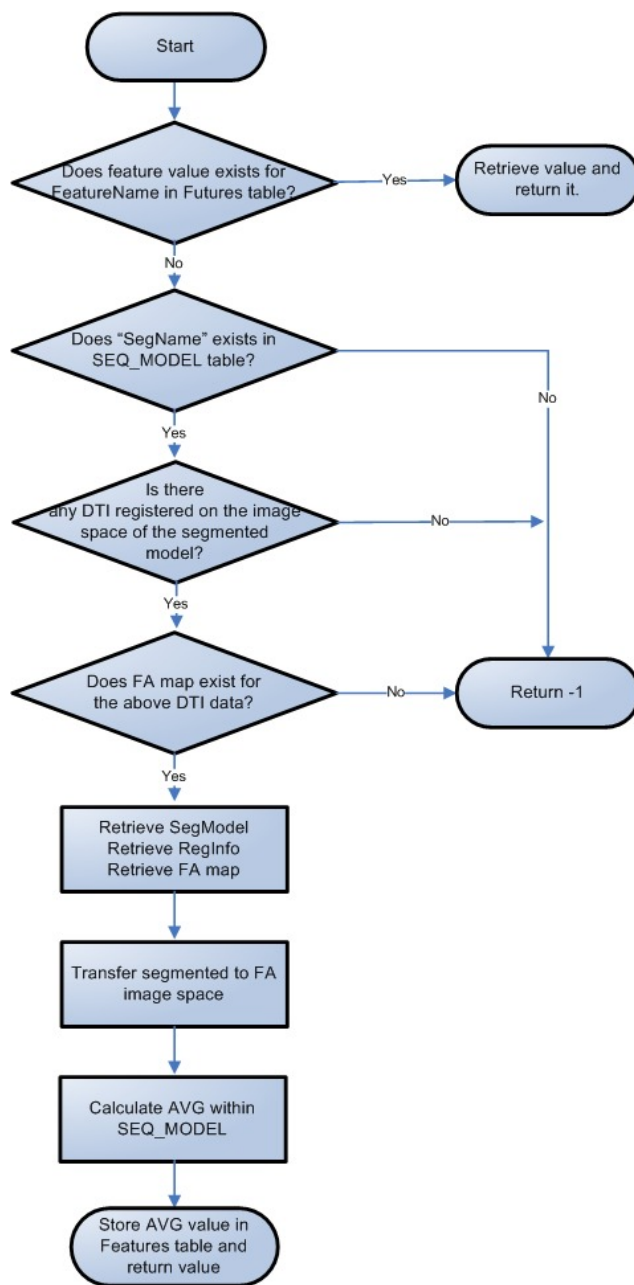 Start
Does feature value exists for
FeatureName in Futures table?
Yes
Retrieve value and
return it.
No
Does “SegName” exists in
SEQ_MODEL table?
No
Yes
Is there
any DTI registered on the image
space of the segmented
model?
No
Yes
Does FA map exist for
the above DTI data?
No
Return -1
Yes
Retrieve SegModel
Retrieve RegInfo
Retrieve FA map
Transfer segmented to FA
image space
Calculate AVG within
SEQ_MODEL
Store AVG value in
Features table and
return value